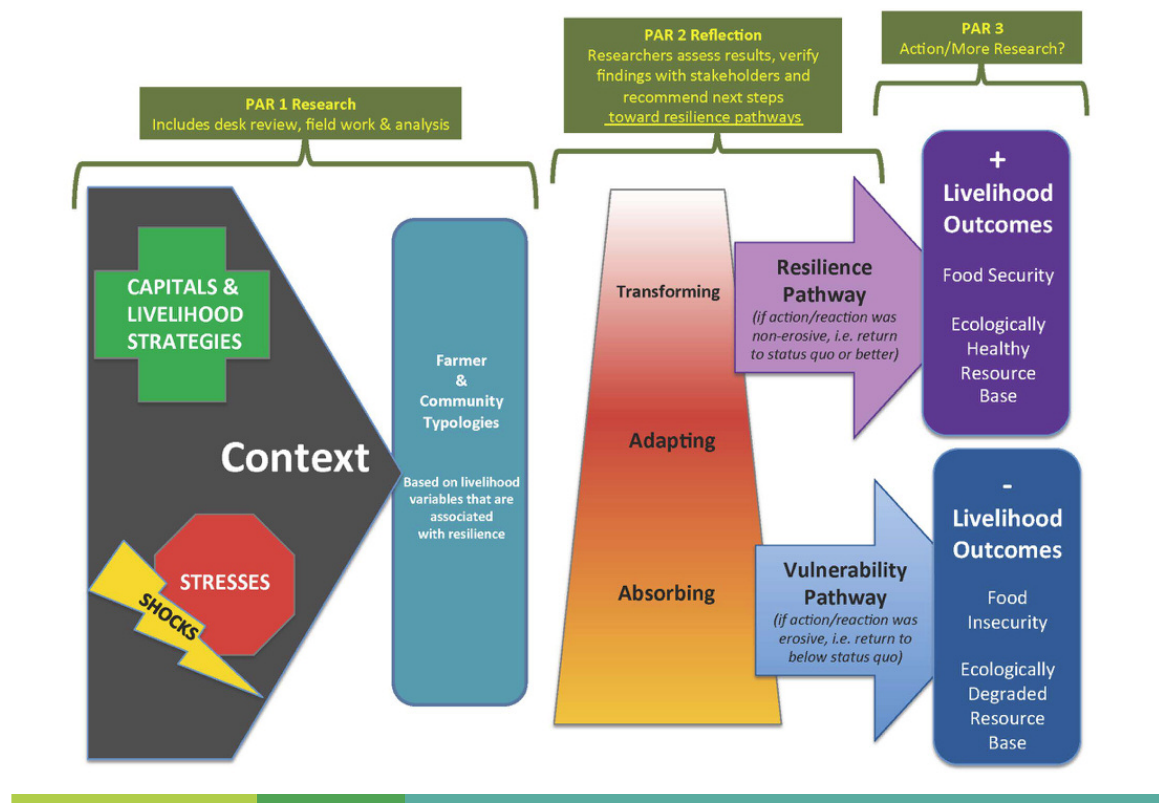 PAR 1 Research
Includes desk review, field work & analysis
PAR 2 Reflection
Researchers assess results, verify
findings with stakeholders and
recommend next steps
toward resilience pathways
PAR 3
Action/More Research?
CAPITALS &
LIVELIHOOD
STRATEGIES
Context
STRESSES
SHOCKS
Farmer
&
Community
Typologies
Based on livelihood
variables that are
associated
with resilience
Transforming
Adapting
Absorbing
Resilience
Pathway
(if action/reaction was
non-erosive, i.e. return
to status quo or better)
Vulnerability
Pathway
(if action/reaction was
erosive, i.e. return to
below status quo)
+
Livelihood
Outcomes
Food Security
Ecologically
Healthy
Resource
Base
-
Livelihood
Outcomes
Food
Insecurity
Ecologically
Degraded
Resource
Base